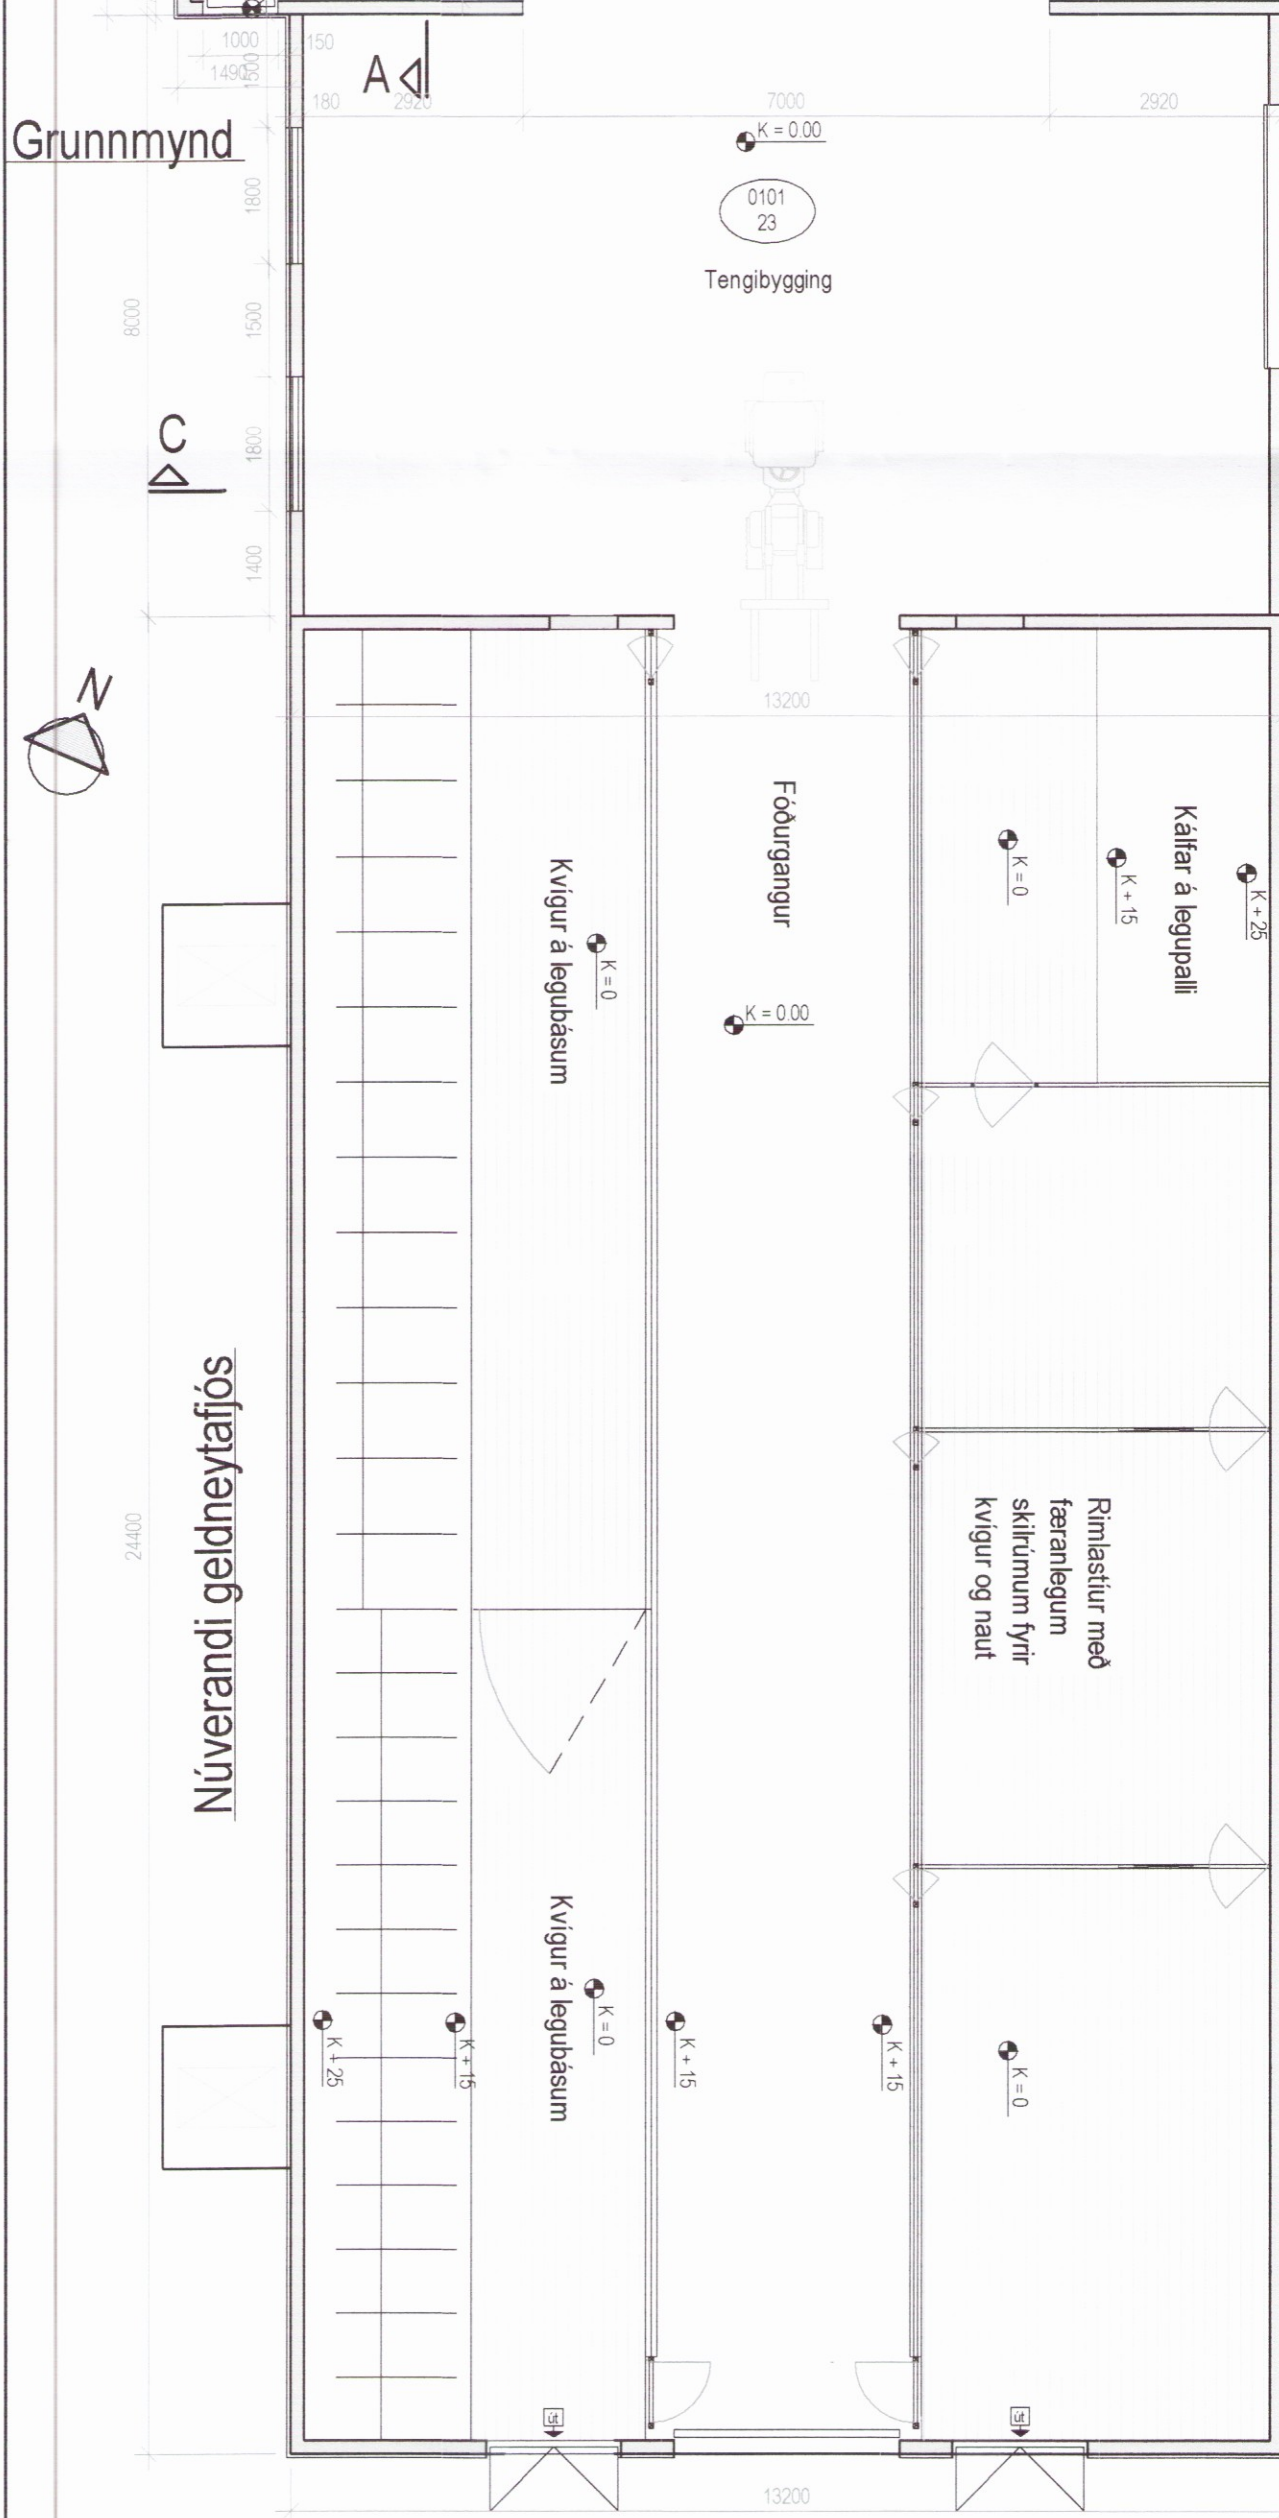 1000
150
1490
1500
A
180
2920
7000
2920
Grunnmynd
K = 0.00
0101
23
Tengibygging
1800
8000
1500
C
1800
1400
N
13200
Fóðurgangur
Kálfar á legupalli
K = 0
K + 15
K + 25
Kvígur á legubásum
K = 0
K = 0.00
Núverandi geldneytafjós
24400
Rimlastíur með
færanlegum
skilrúmum fyrir
kvígur og naut
Kvígur á legubásum
K = 0
K + 25
K + 15
K + 15
K + 15
K = 0
út
út
13200